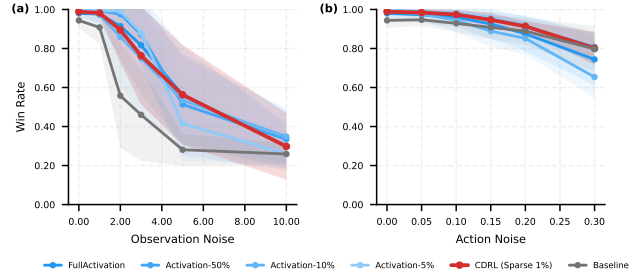 (a)
(b)
1.00
0.80
0.60
0.40
0.20
0.00
Win Rate
0.00 1.00 2.00 3.00 5.00 10.00
Observation Noise
1.00
0.80
0.60
0.40
0.20
0.00
0.00 0.05 0.10 0.15 0.20 0.25 0.30
Action Noise
FullActivation Activation-50% Activation-10% Activation-5% CDRL (Sparse 1%) Baseline